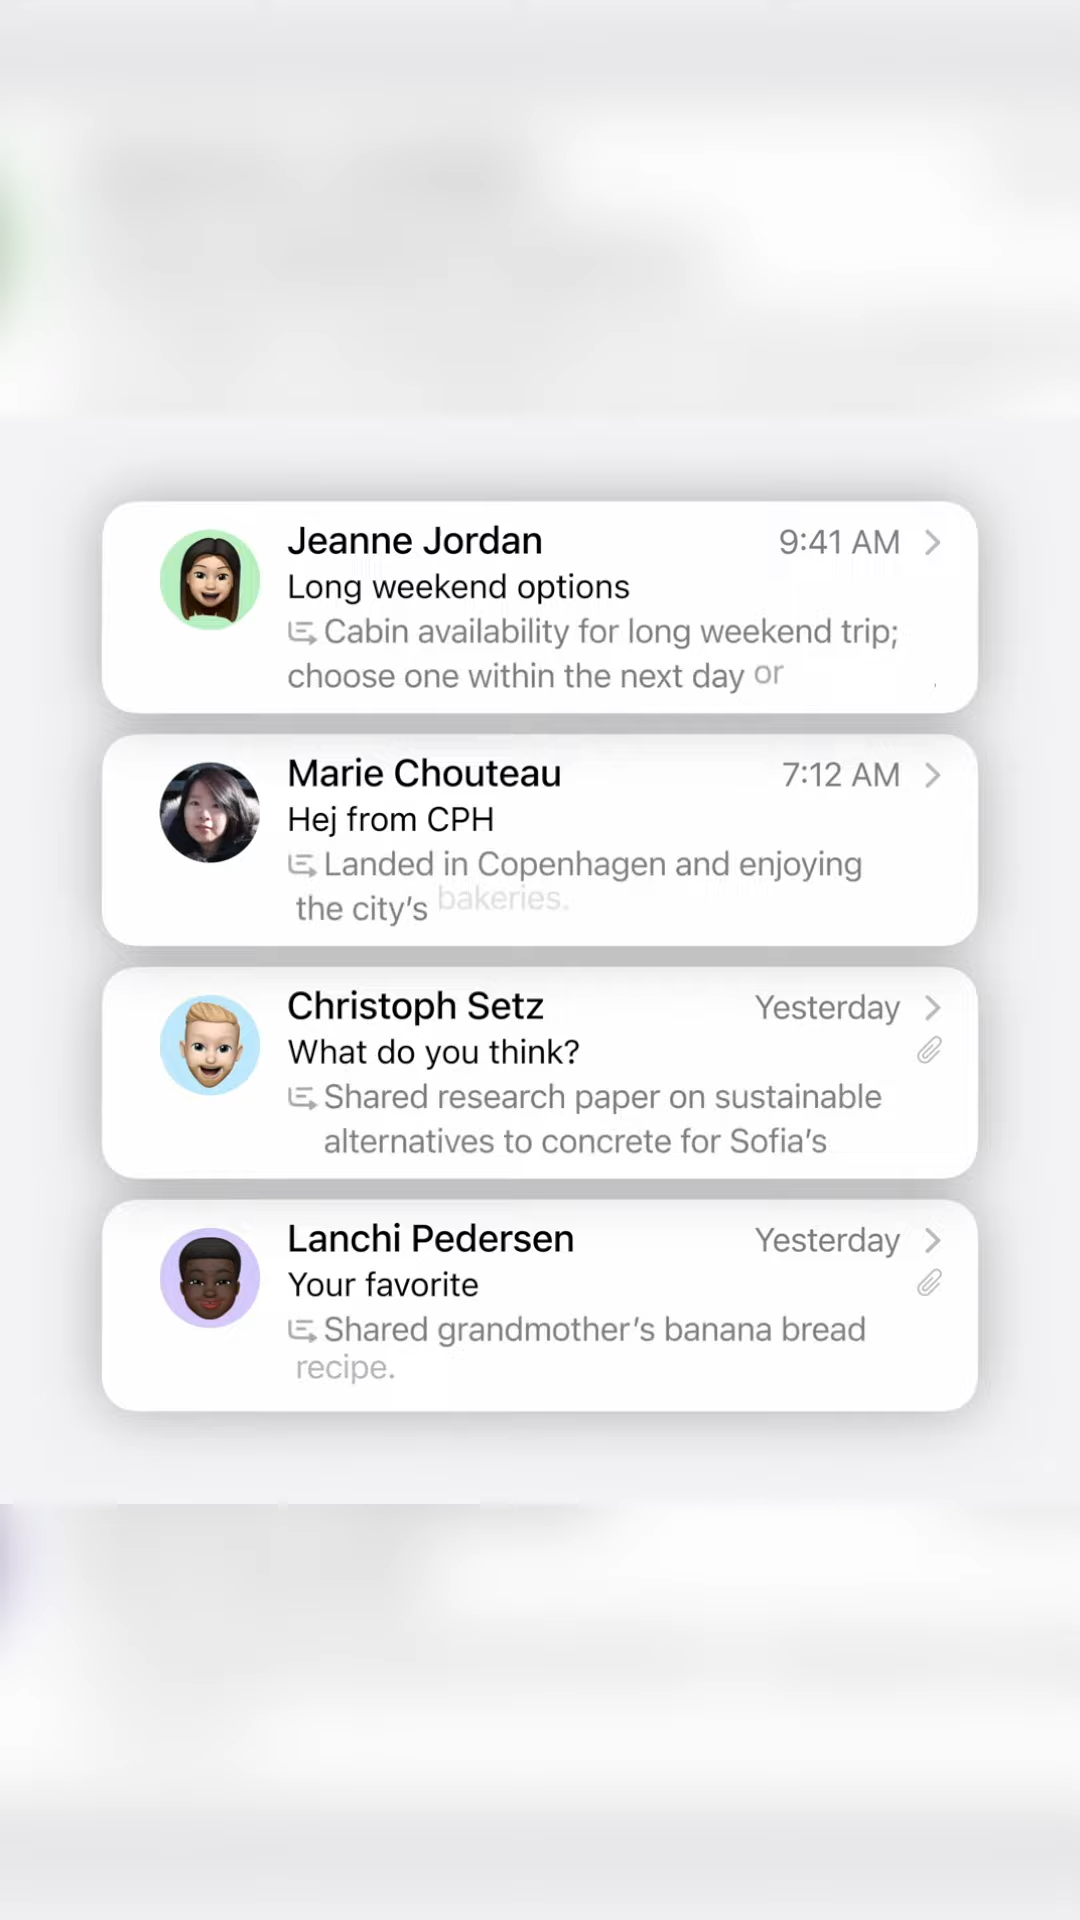 Jeanne Jordan
9:41 AM
Long weekend options
Cabin availability for long weekend trip;
choose one within the next day or
Marie Chouteau
7:12 AM
Hej from CPH
Landed in Copenhagen and enjoying
the city’s bakeries.
Christoph Setz
Yesterday
What do you think?
Shared research paper on sustainable
alternatives to concrete for Sofia’s
Lanchi Pedersen
Yesterday
Your favorite
Shared grandmother’s banana bread
recipe.